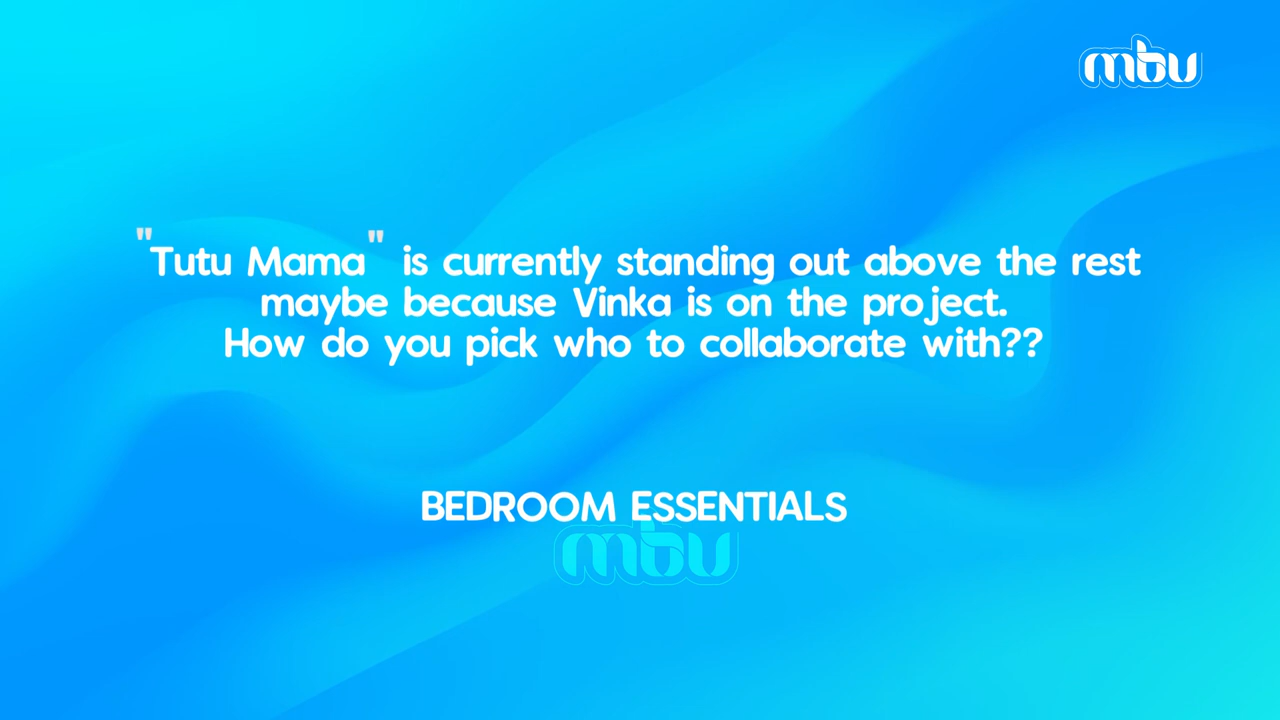 mbu
"Tutu Mama" is currently standing out above the rest
maybe because Vinka is on the project.
How do you pick who to collaborate with??
BEDROOM ESSENTIALS
mbu